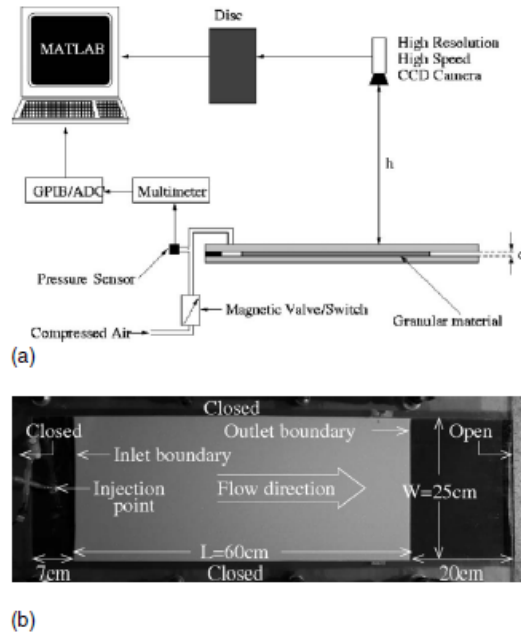 Disc
MATLAB
High Resolution
High Speed
CCD Camera
h
GPIB/ADC
Multimeter
Pressure Sensor
Magnetic Valve/Switch
Granular material
Compressed Air
(a)
Closed
Closed
Outlet boundary
Open
Inlet boundary
Injection
point
Flow direction
W=25cm
L=60cm
7cm
Closed
20cm
(b)